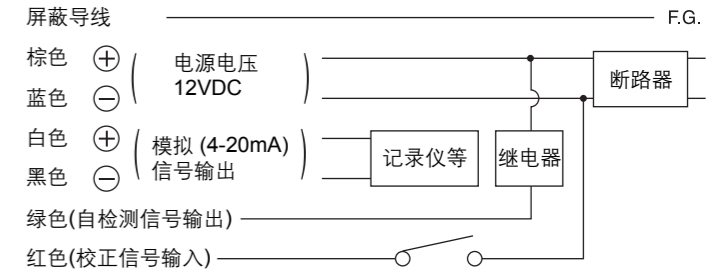 屏蔽导线 F.G.
棕色 ⊕ ( 电源电压 )
蓝色 ⊖ 12VDC
断路器
白色 ⊕ ( 模拟 (4-20mA) )
黑色 ⊖ 信号输出
记录仪等 继电器
绿色(自检测信号输出)
红色(校正信号输入)